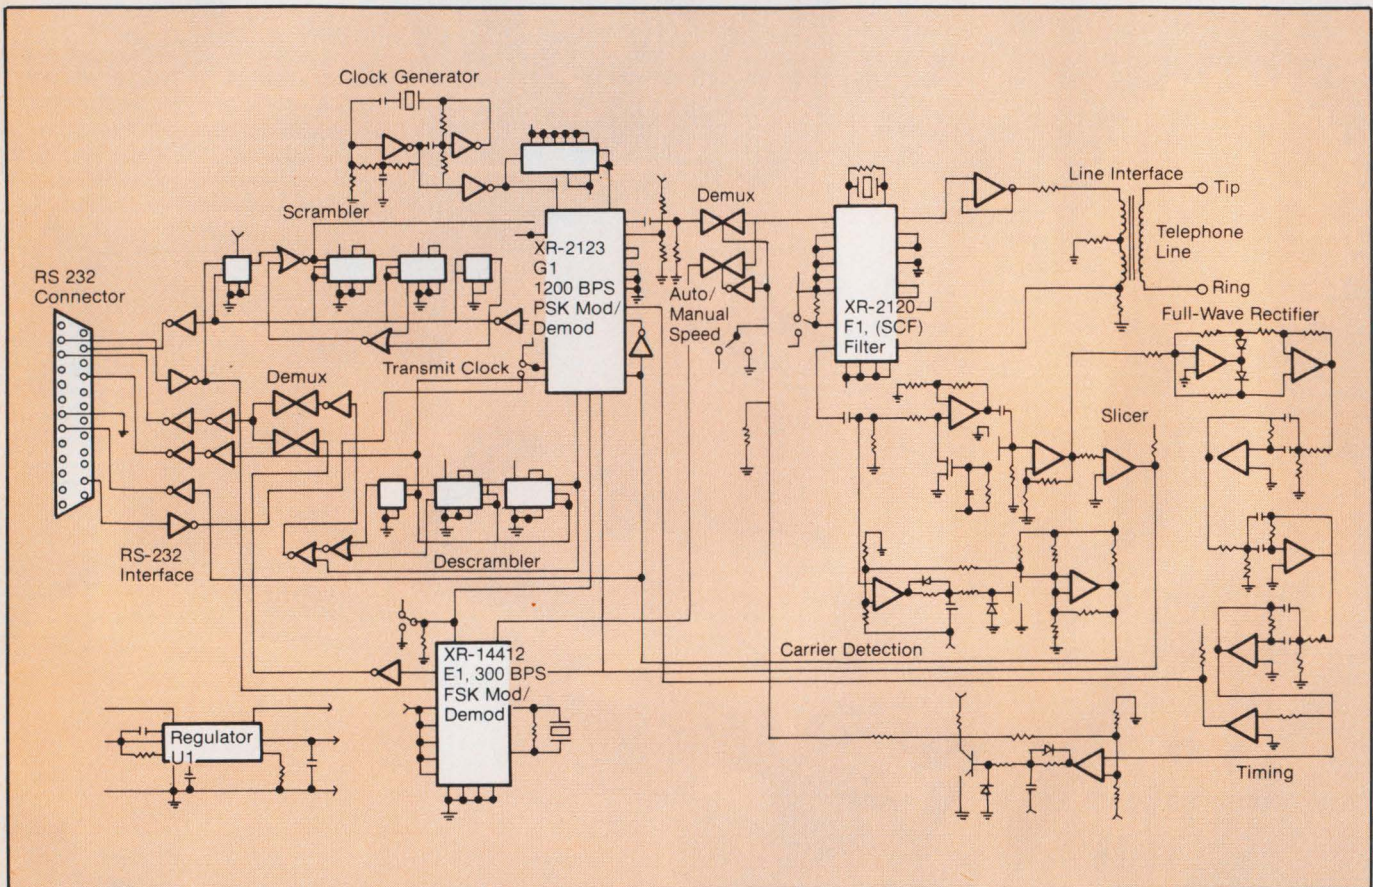 Clock Generator
Scrambler
Demux
Line Interface
Tip
Telephone
Line
Ring
RS 232
Connector
XR-2123
G1
1200 BPS
PSK Mod/
Demod
Auto/
Manual
Speed
XR-2120
F1, (SCF)
Filter
Full-Wave Rectifier
Transmit Clock
Demux
Slicer
RS-232
Interface
Descrambler
Carrier Detection
XR-14412
E1, 300 BPS
FSK Mod/
Demod
Regulator
U1
Timing